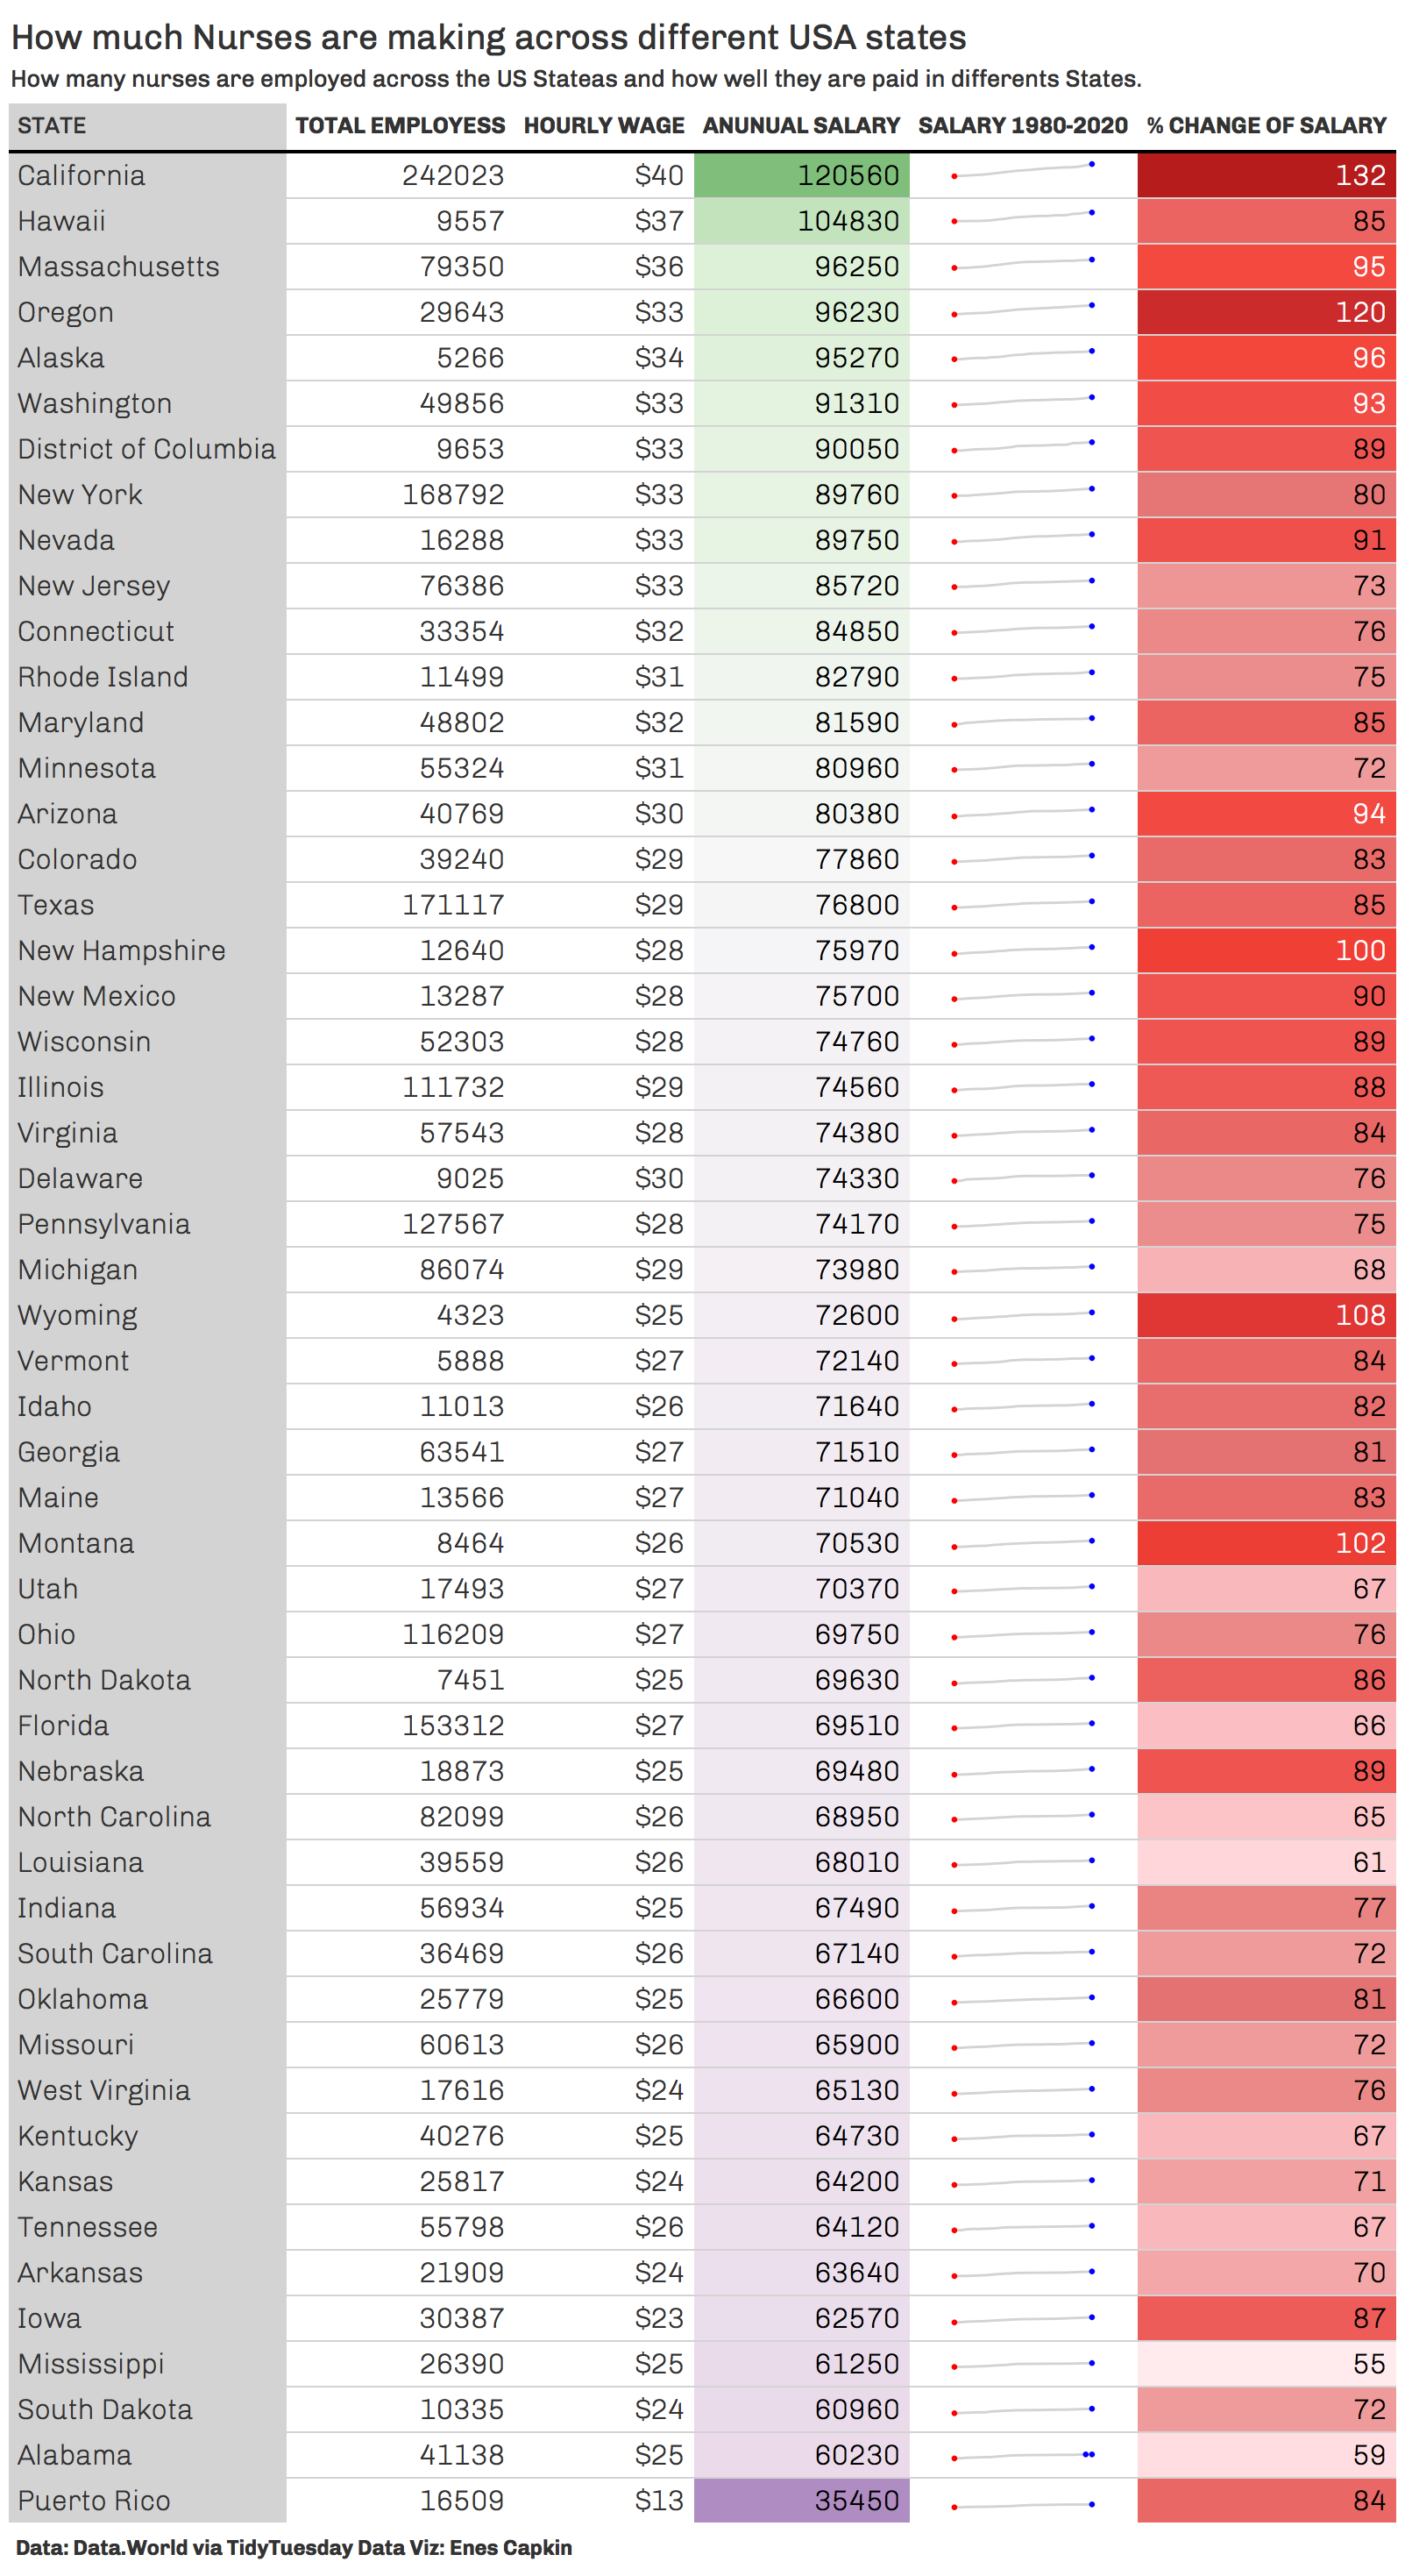 How much Nurses are making across different USA states
How many nurses are employed across the US Stateas and how well they are paid in differents States.
STATE TOTAL EMPLOYESS HOURLY WAGE ANUNUAL SALARY SALARY 1980-2020 % CHANGE OF SALARY
California 242023 $40 120560 132
Hawaii 9557 $37 104830 85
Massachusetts 79350 $36 96250 95
Oregon 29643 $33 96230 120
Alaska 5266 $34 95270 96
Washington 49856 $33 91310 93
District of Columbia 9653 $33 90050 89
New York 168792 $33 89760 80
Nevada 16288 $33 89750 91
New Jersey 76386 $33 85720 73
Connecticut 33354 $32 84850 76
Rhode Island 11499 $31 82790 75
Maryland 48802 $32 81590 85
Minnesota 55324 $31 80960 72
Arizona 40769 $30 80380 94
Colorado 39240 $29 77860 83
Texas 171117 $29 76800 85
New Hampshire 12640 $28 75970 100
New Mexico 13287 $28 75700 90
Wisconsin 52303 $28 74760 89
Illinois 111732 $29 74560 88
Virginia 57543 $28 74380 84
Delaware 9025 $30 74330 76
Pennsylvania 127567 $28 74170 75
Michigan 86074 $29 73980 68
Wyoming 4323 $25 72600 108
Vermont 5888 $27 72140 84
Idaho 11013 $26 71640 82
Georgia 63541 $27 71510 81
Maine 13566 $27 71040 83
Montana 8464 $26 70530 102
Utah 17493 $27 70370 67
Ohio 116209 $27 69750 76
North Dakota 7451 $25 69630 86
Florida 153312 $27 69510 66
Nebraska 18873 $25 69480 89
North Carolina 82099 $26 68950 65
Louisiana 39559 $26 68010 61
Indiana 56934 $25 67490 77
South Carolina 36469 $26 67140 72
Oklahoma 25779 $25 66600 81
Missouri 60613 $26 65900 72
West Virginia 17616 $24 65130 76
Kentucky 40276 $25 64730 67
Kansas 25817 $24 64200 71
Tennessee 55798 $26 64120 67
Arkansas 21909 $24 63640 70
Iowa 30387 $23 62570 87
Mississippi 26390 $25 61250 55
South Dakota 10335 $24 60960 72
Alabama 41138 $25 60230 59
Puerto Rico 16509 $13 35450 84
Data: Data.World via TidyTuesday Data Viz: Enes Capkin